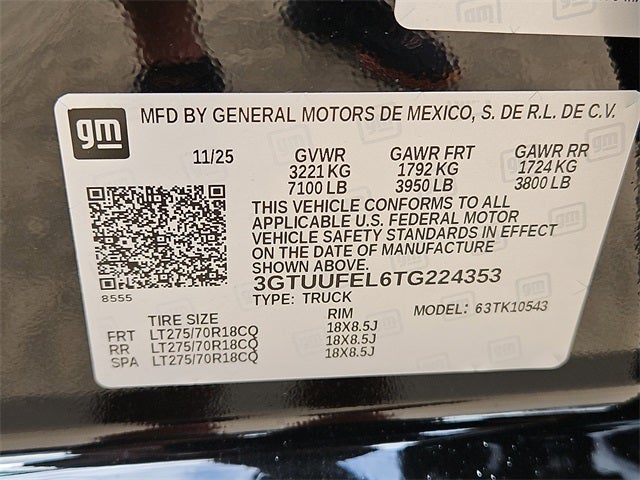 gm
MFD BY GENERAL MOTORS DE MEXICO, S. DE R.L. DE C.V.
11/25 GVWR GAWR FRT GAWR RR
3221 KG 1792 KG 1724 KG
7100 LB 3950 LB 3800 LB
THIS VEHICLE CONFORMS TO ALL
APPLICABLE U.S. FEDERAL MOTOR
VEHICLE SAFETY STANDARDS IN EFFECT
ON THE DATE OF MANUFACTURE
SHOWN ABOVE.
3GTUUFEL6TG224353
8555
TYPE: TRUCK MODEL: 63TK10543
TIRE SIZE RIM
FRT LT275/70R18CQ 18X8.5J
RR LT275/70R18CQ 18X8.5J
SPA LT275/70R18CQ 18X8.5J